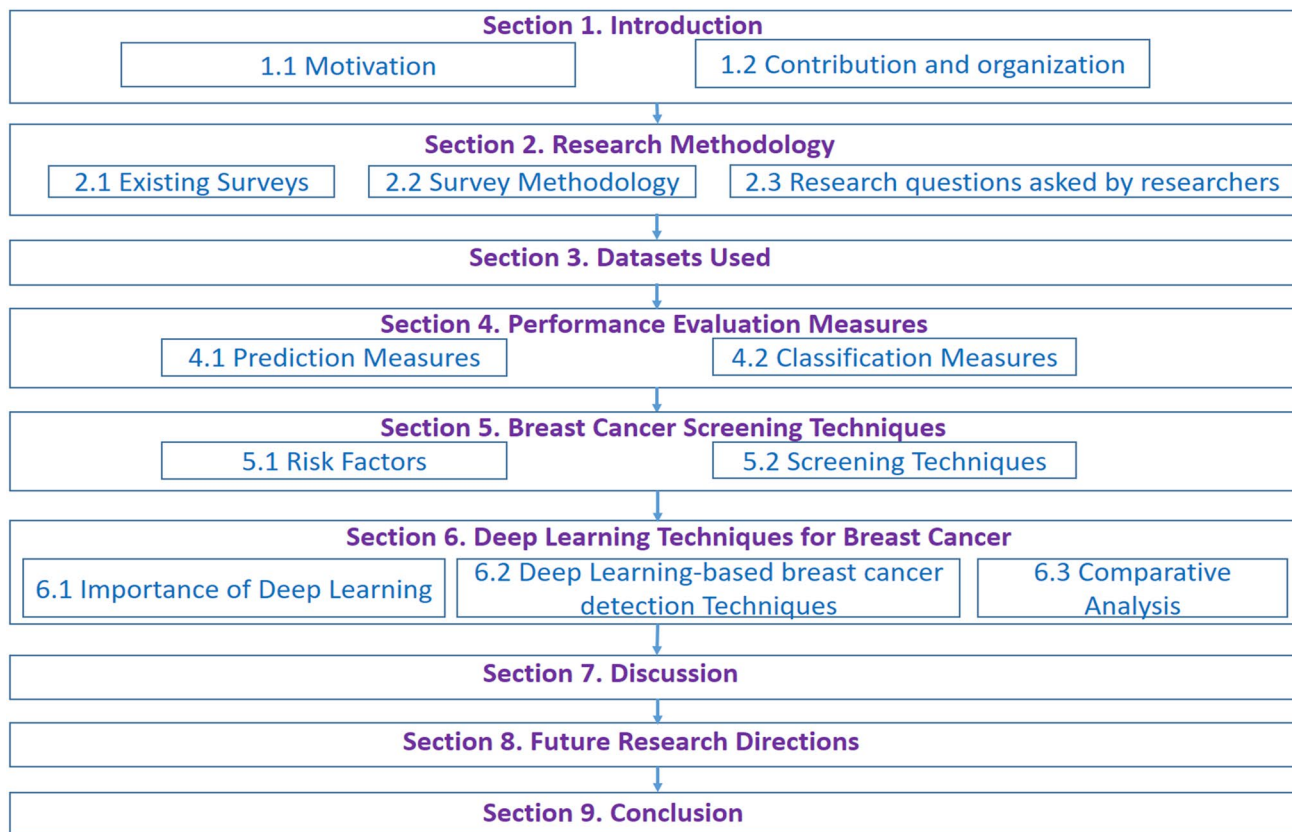 Section 1. Introduction
1.1 Motivation
1.2 Contribution and organization
Section 2. Research Methodology
2.1 Existing Surveys
2.2 Survey Methodology
2.3 Research questions asked by researchers
Section 3. Datasets Used
Section 4. Performance Evaluation Measures
4.1 Prediction Measures
4.2 Classification Measures
Section 5. Breast Cancer Screening Techniques
5.1 Risk Factors
5.2 Screening Techniques
Section 6. Deep Learning Techniques for Breast Cancer
6.1 Importance of Deep Learning
6.2 Deep Learning-based breast cancer
detection Techniques
6.3 Comparative
Analysis
Section 7. Discussion
Section 8. Future Research Directions
Section 9. Conclusion